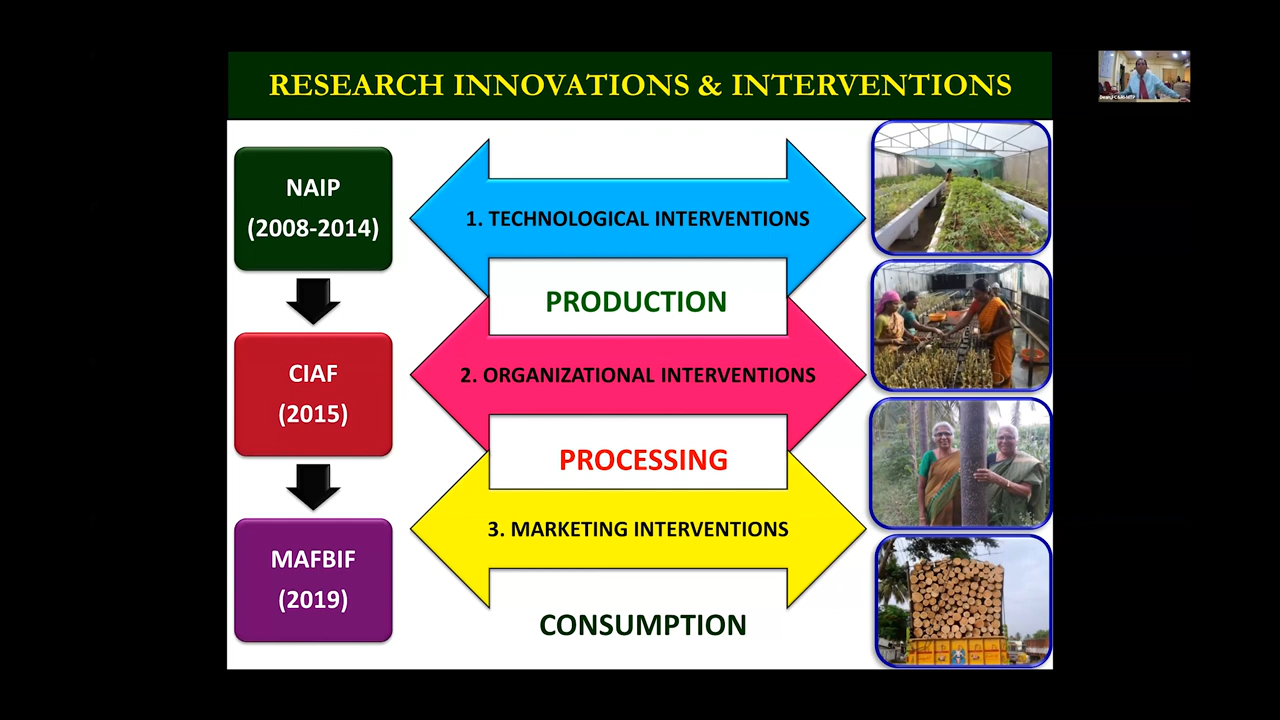 RESEARCH INNOVATIONS & INTERVENTIONS
NAIP
(2008-2014)
CIAF
(2015)
MAFBIF
(2019)
1. TECHNOLOGICAL INTERVENTIONS
PRODUCTION
2. ORGANIZATIONAL INTERVENTIONS
PROCESSING
3. MARKETING INTERVENTIONS
CONSUMPTION